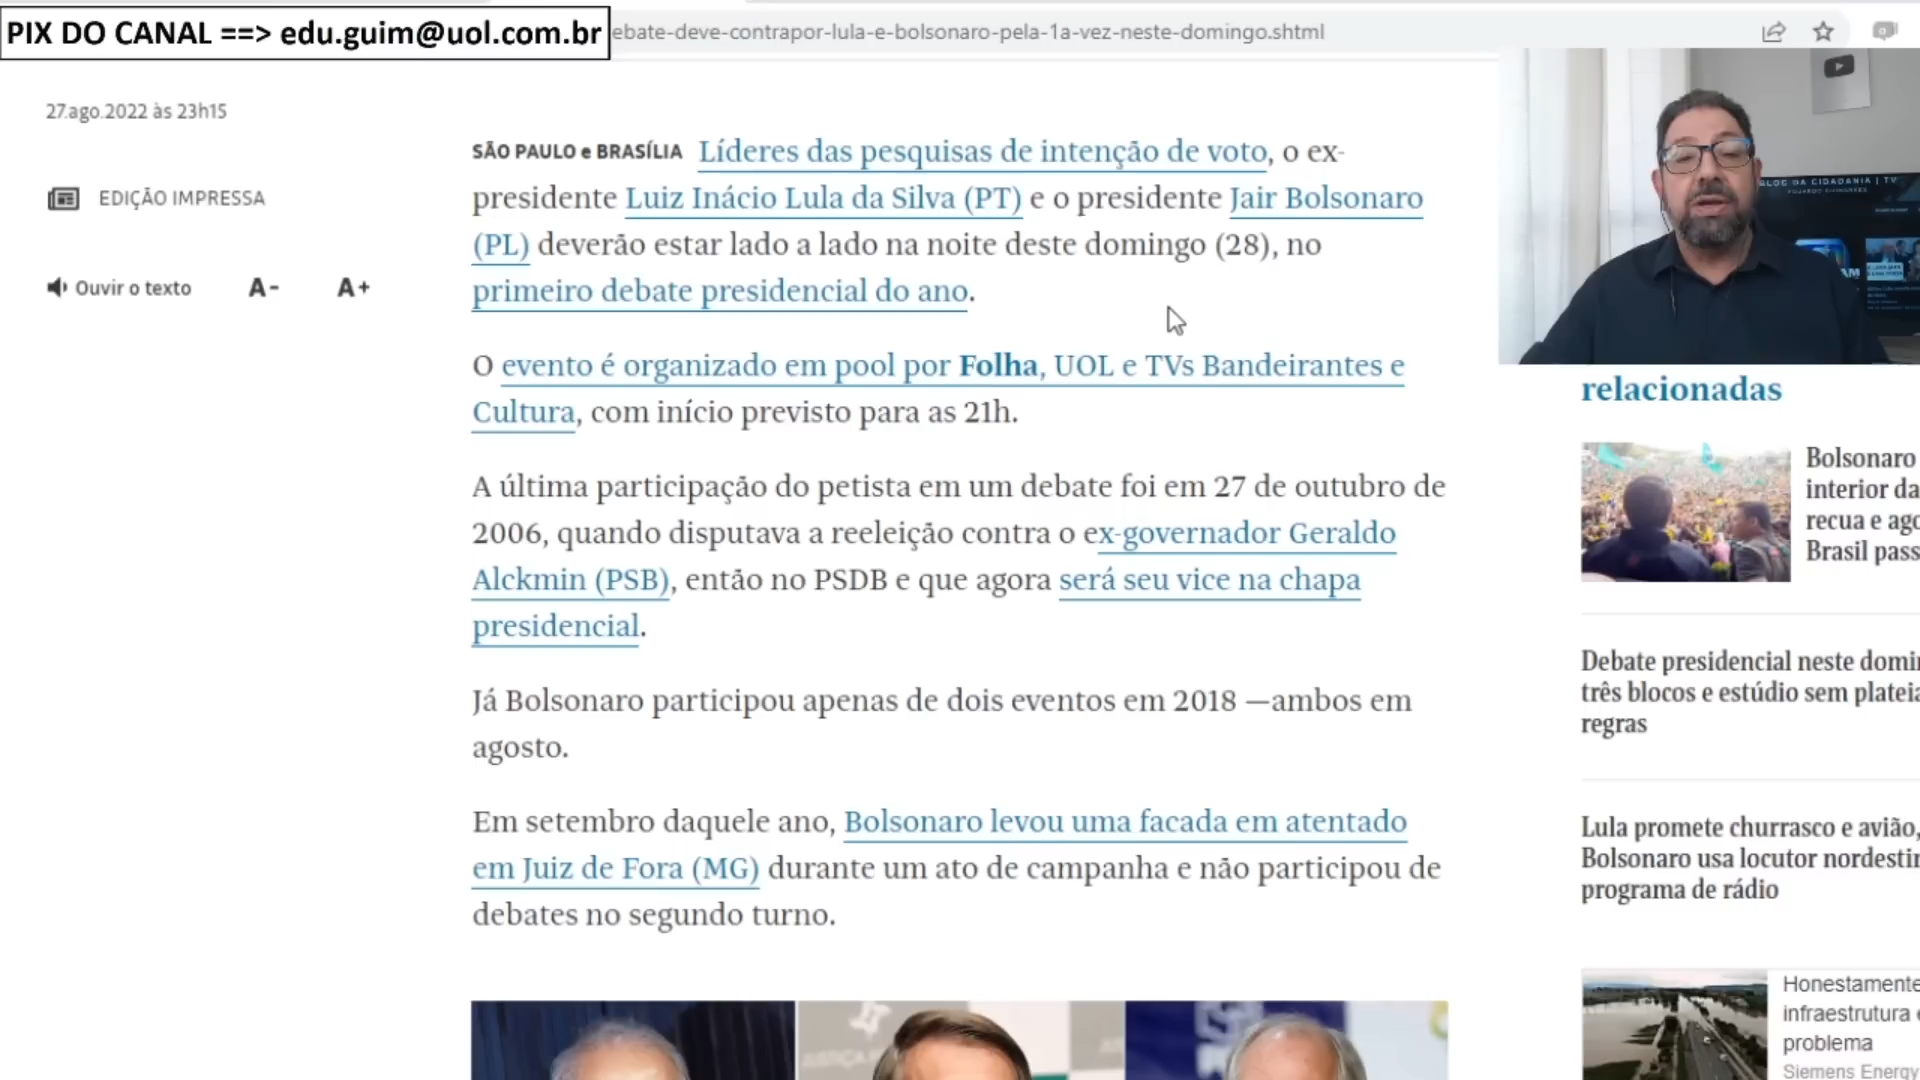 PIX DO CANAL ==> edu.guim@uol.com.br
ebate-deve-contrapor-lula-e-bolsonaro-pela-1a-vez-neste-domingo.shtml
27.ago.2022 às 23h15
EDIÇÃO IMPRESSA
Ouvir o texto A- A+
SÃO PAULO e BRASÍLIA Líderes das pesquisas de intenção de voto, o ex-
presidente Luiz Inácio Lula da Silva (PT) e o presidente Jair Bolsonaro
(PL) deverão estar lado a lado na noite deste domingo (28), no
primeiro debate presidencial do ano.
O evento é organizado em pool por Folha, UOL e TVs Bandeirantes e
Cultura, com início previsto para as 21h.
A última participação do petista em um debate foi em 27 de outubro de
2006, quando disputava a reeleição contra o ex-governador Geraldo
Alckmin (PSB), então no PSDB e que agora será seu vice na chapa
presidencial.
Já Bolsonaro participou apenas de dois eventos em 2018 —ambos em
agosto.
Em setembro daquele ano, Bolsonaro levou uma facada em atentado
em Juiz de Fora (MG) durante um ato de campanha e não participou de
debates no segundo turno.
BLOG DA CIDADANIA | TV
relacionadas
Bolsonaro
interior da
recua e ago
Brasil pass
Debate presidencial neste domin
três blocos e estúdio sem plateia
regras
Lula promete churrasco e avião,
Bolsonaro usa locutor nordestin
programa de rádio
Honestamente
infraestrutura e
problema
Siemens Energy